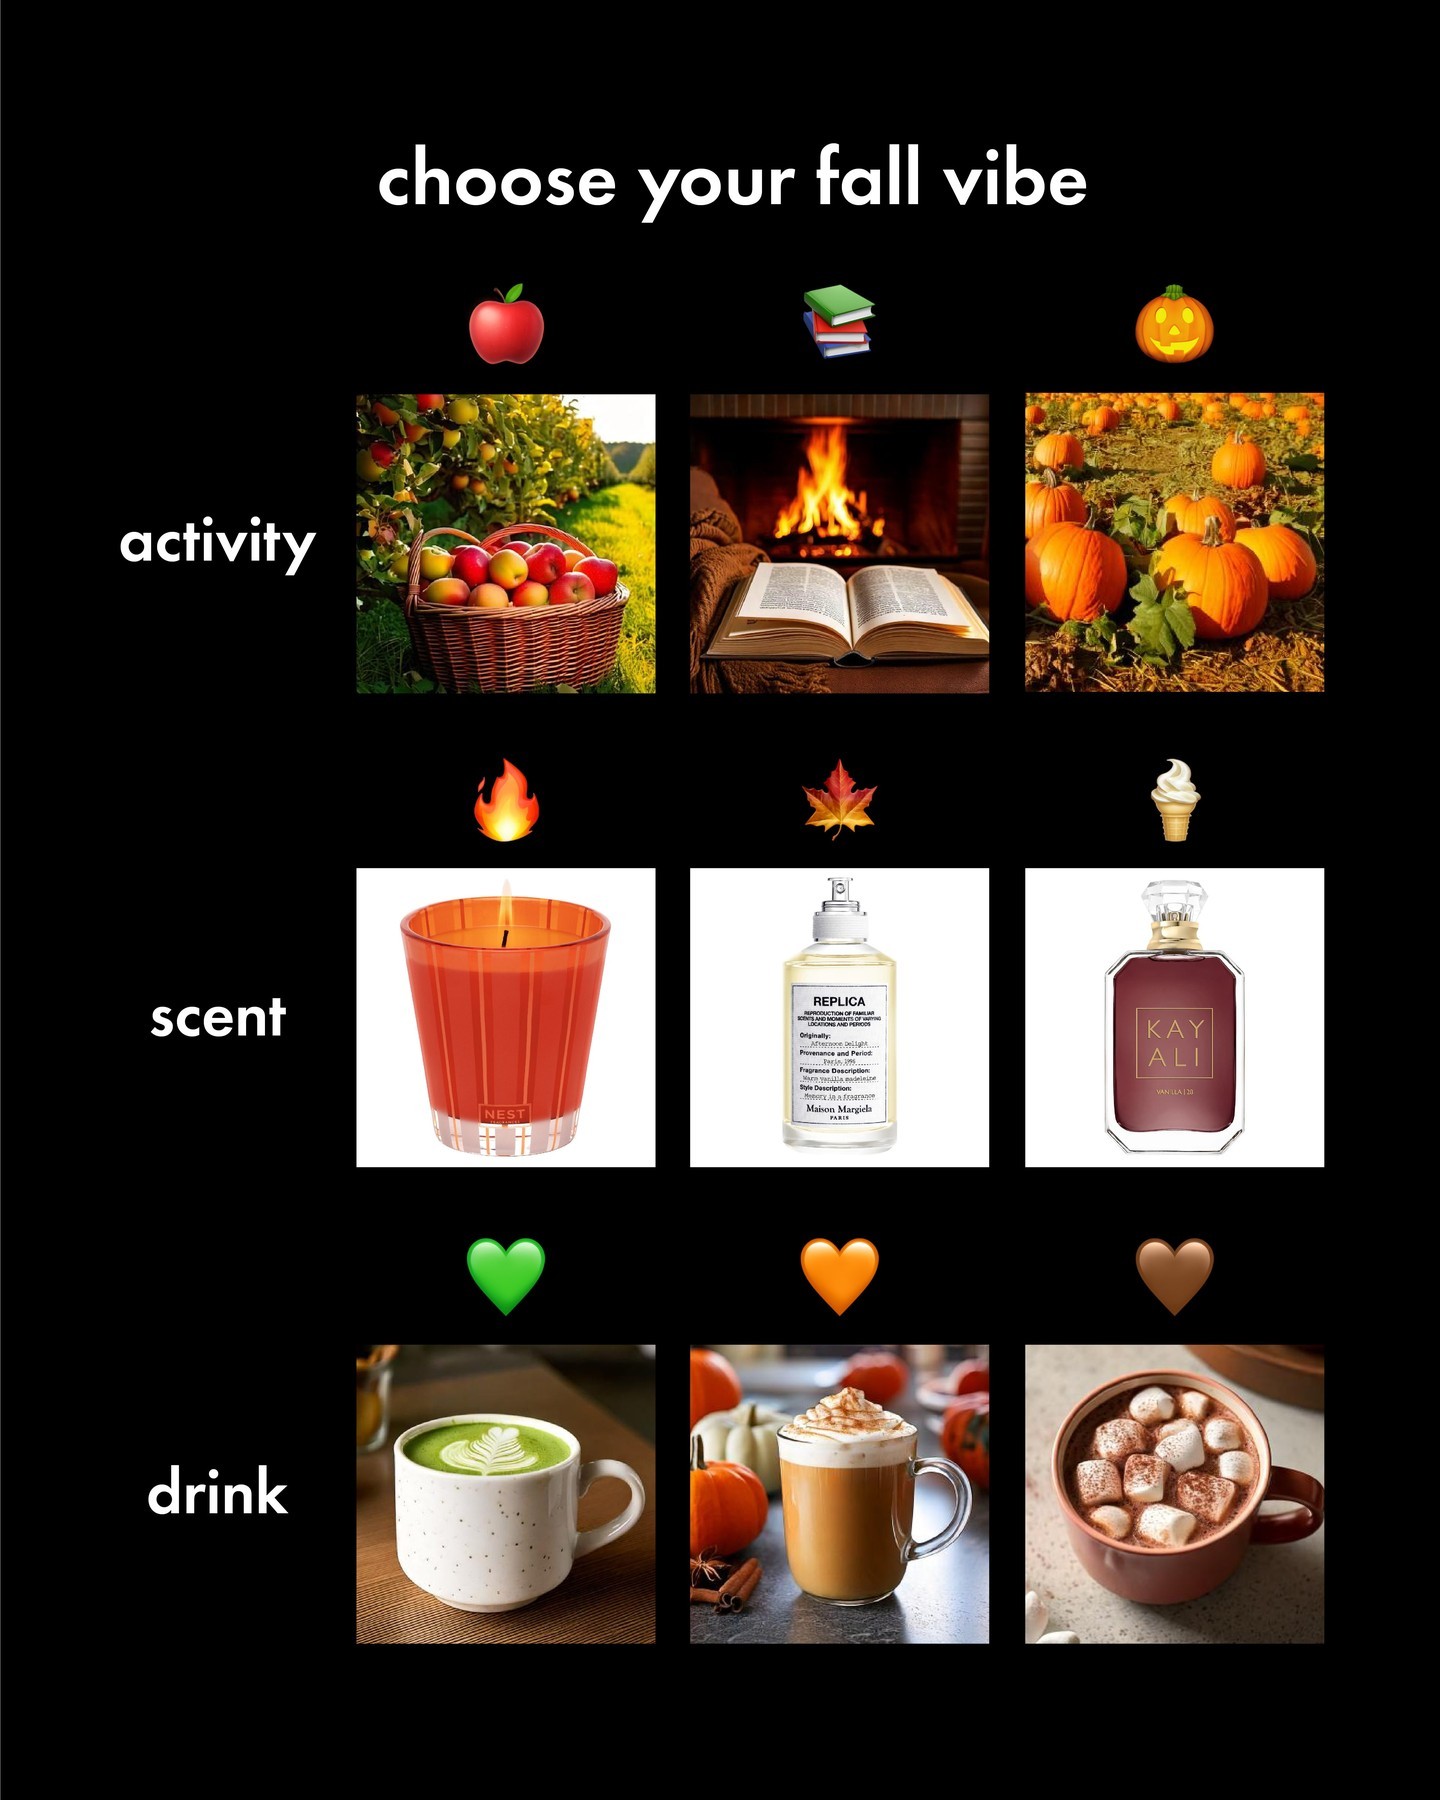 choose your fall vibe
activity
scent
NEST
FRAGRANCES
REPLICA
REPRODUCTION OF FAMILIAR
SCENTS AND MOMENTS OF VARYING
LOCATIONS AND PERIODS
Originally:
Afternoon Delight
Provenance and Period:
Paris, 1996
Fragrance Description:
Warm vanilla madeleine
Style Description:
Memory in a fragrance
Maison Margiela
PARIS
KAY
ALI
VANILLA | 28
drink